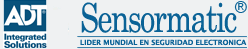 ADT
Integrated
Solutions
Sensormatic®
LIDER MUNDIAL EN SEGURIDAD ELECTRONICA